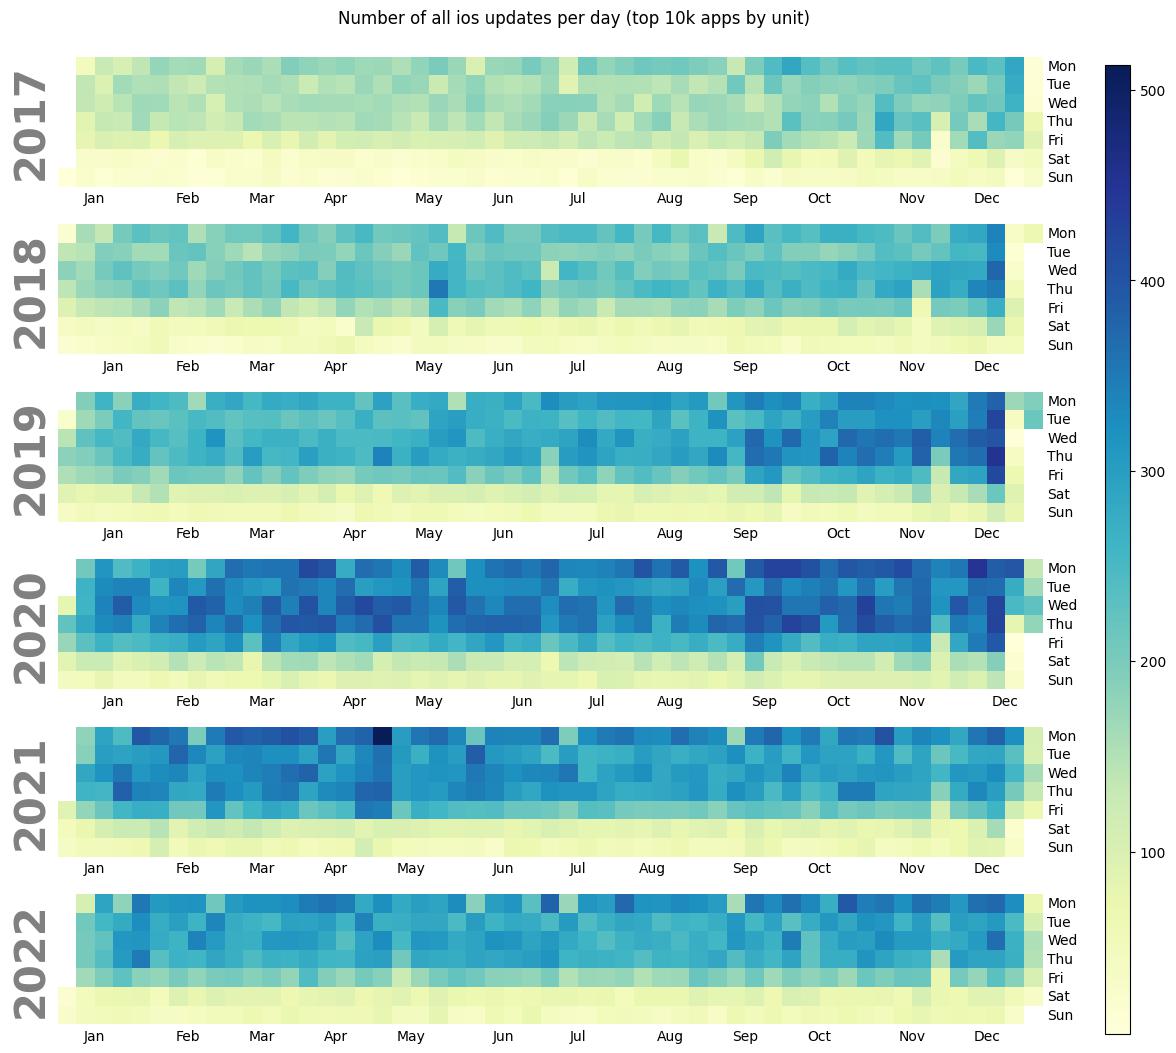 Number of all ios updates per day (top 10k apps by unit)
2017
Mon
Tue
Wed
Thu
Fri
Sat
Sun
Jan Feb Mar Apr May Jun Jul Aug Sep Oct Nov Dec
2018
Mon
Tue
Wed
Thu
Fri
Sat
Sun
Jan Feb Mar Apr May Jun Jul Aug Sep Oct Nov Dec
2019
Mon
Tue
Wed
Thu
Fri
Sat
Sun
Jan Feb Mar Apr May Jun Jul Aug Sep Oct Nov Dec
2020
Mon
Tue
Wed
Thu
Fri
Sat
Sun
Jan Feb Mar Apr May Jun Jul Aug Sep Oct Nov Dec
2021
Mon
Tue
Wed
Thu
Fri
Sat
Sun
Jan Feb Mar Apr May Jun Jul Aug Sep Oct Nov Dec
2022
Mon
Tue
Wed
Thu
Fri
Sat
Sun
Jan Feb Mar Apr May Jun Jul Aug Sep Oct Nov Dec
500
400
300
200
100